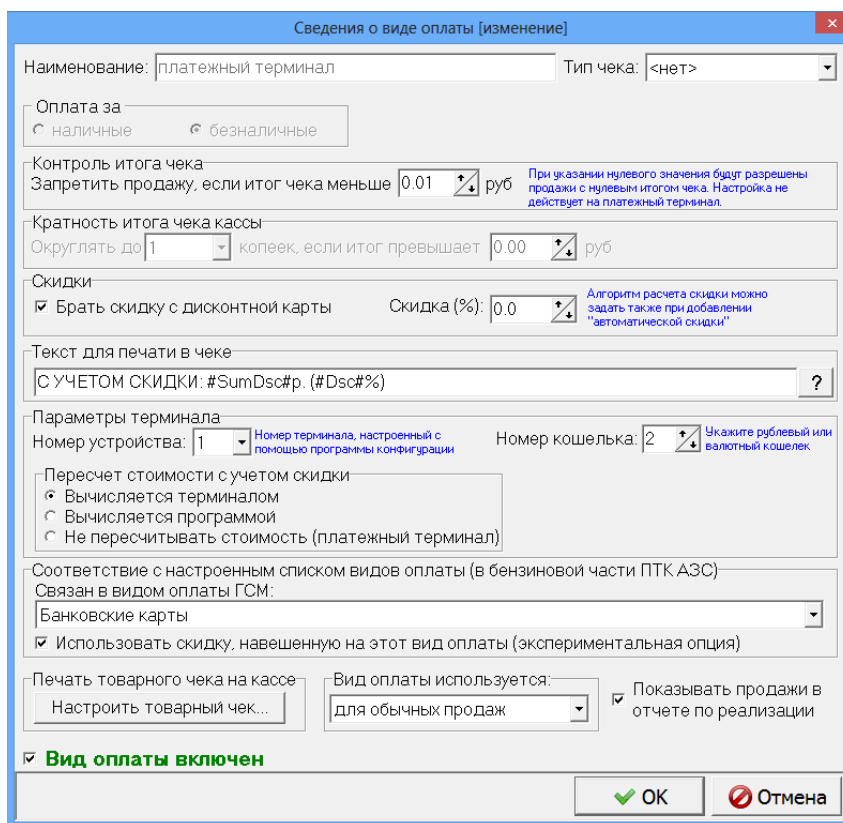 Сведения о виде оплаты [изменение]
Наименование: платежный терминал Тип чека: <нет>
Оплата за
наличные безналичные
Контроль итога чека
Запретить продажу, если итог чека меньше 0.01 руб
При указании нулевого значения будут разрешены
продажи с нулевым итогом чека. Настройка не
действует на платежный терминал.
Кратность итога чека кассы
Округлять до 1 копеек, если итог превышает 0.00 руб
Скидки
Брать скидку с дисконтной карты Скидка (%): 0.0
Алгоритм расчета скидки можно
задать также при добавлении
"автоматической скидки"
Текст для печати в чеке
С УЧЕТОМ СКИДКИ: #SumDsc#р. (#Dsc#%) ?
Параметры терминала
Номер устройства: 1
Номер терминала, настроенный с
помощью программы конфигурации
Номер кошелька: 2
Укажите рублевый или
валютный кошелек
Пересчет стоимости с учетом скидки
Вычисляется терминалом
Вычисляется программой
Не пересчитывать стоимость (платежный терминал)
Соответствие с настроенным списком видов оплаты (в бензиновой части ПТК АЗС)
Связан в видом оплаты ГСМ:
Банковские карты
Использовать скидку, навешенную на этот вид оплаты (экспериментальная опция)
Печать товарного чека на кассе
Настроить товарный чек...
Вид оплаты используется:
для обычных продаж
Показывать продажи в
отчете по реализации
Вид оплаты включен
OK Отмена